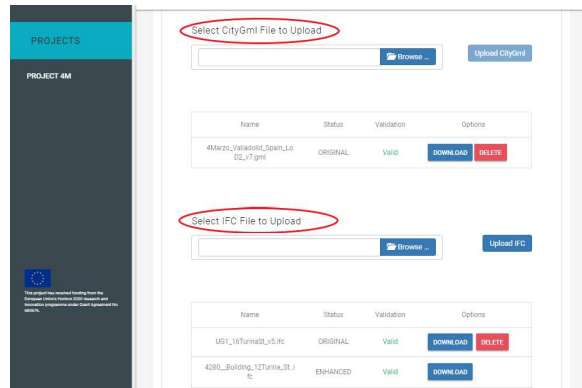 PROJECTS
PROJECT 4M
This project has received funding from the
European Union's Horizon 2020 research and
innovation programme under Grant Agreement No
Select CityGml File to Upload
Browse ...
Upload CityGml
Name Status Validation Options
4Marzo_Valladolid_Spain_Lo
D2_v7.gml
ORIGINAL Valid DOWNLOAD DELETE
Select IFC File to Upload
Browse ...
Upload IFC
Name Status Validation Options
UG1_16TurinaSt_v5.ifc ORIGINAL Valid DOWNLOAD DELETE
4280__Building_12Turina_St_.i
fc
ENHANCED Valid DOWNLOAD